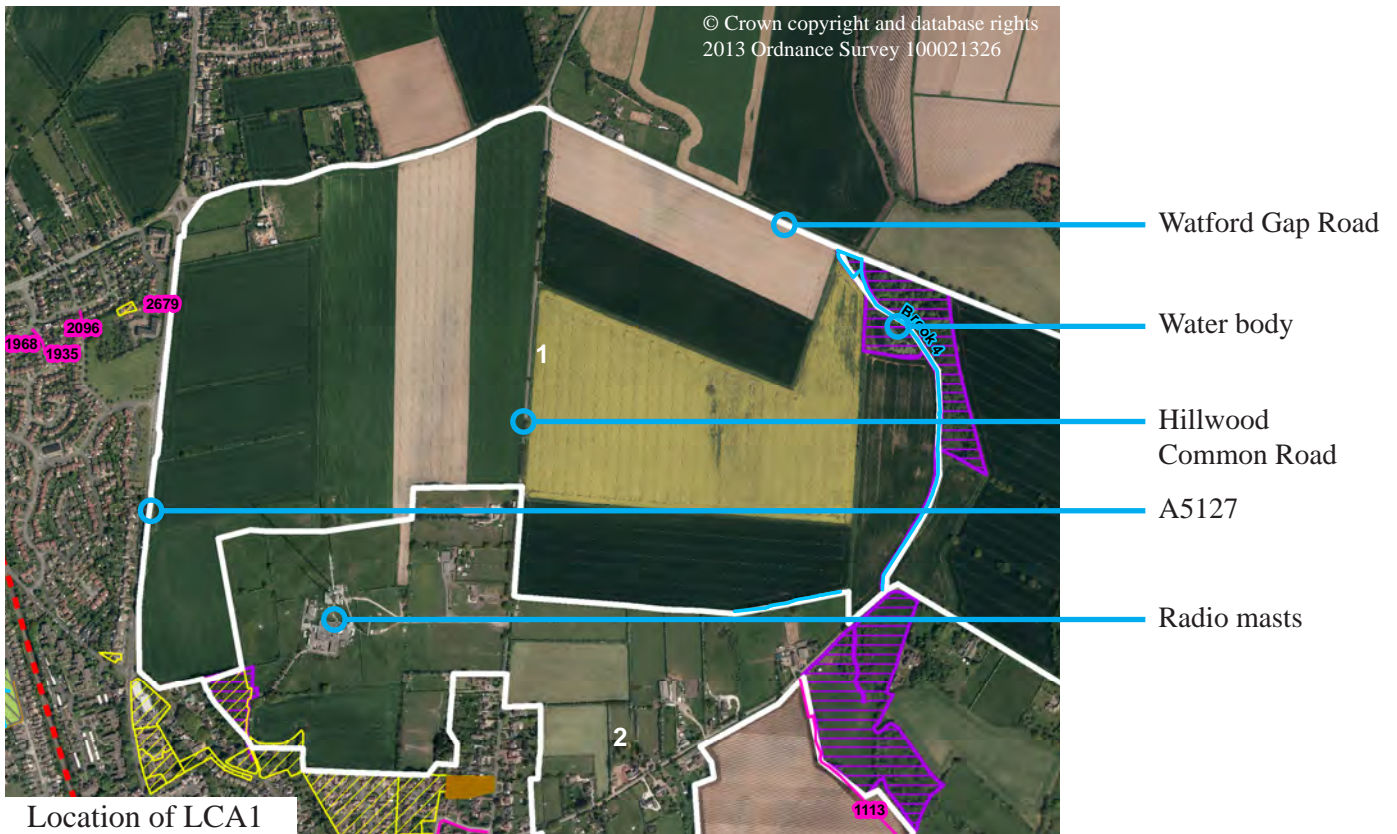 © Crown copyright and database rights
2013 Ordnance Survey 100021326
Watford Gap Road
2679
2096
1968
1935
Brook 4
Water body
1
Hillwood
Common Road
A5127
Radio masts
2
1113
Location of LCA1